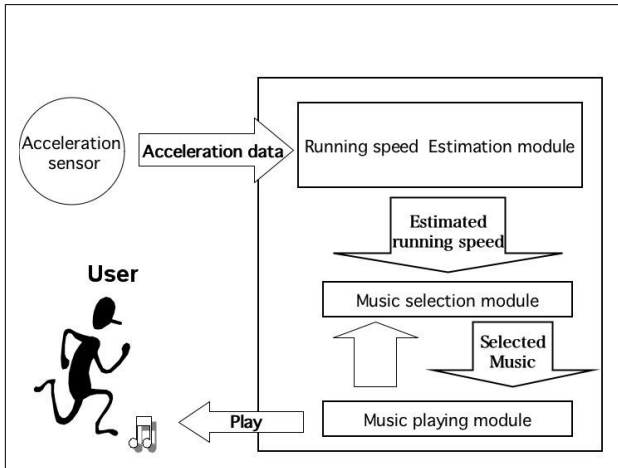 Acceleration
sensor
Acceleration data
Running speed Estimation module
Estimated
running speed
User
Music selection module
Selected
Music
Play
Music playing module